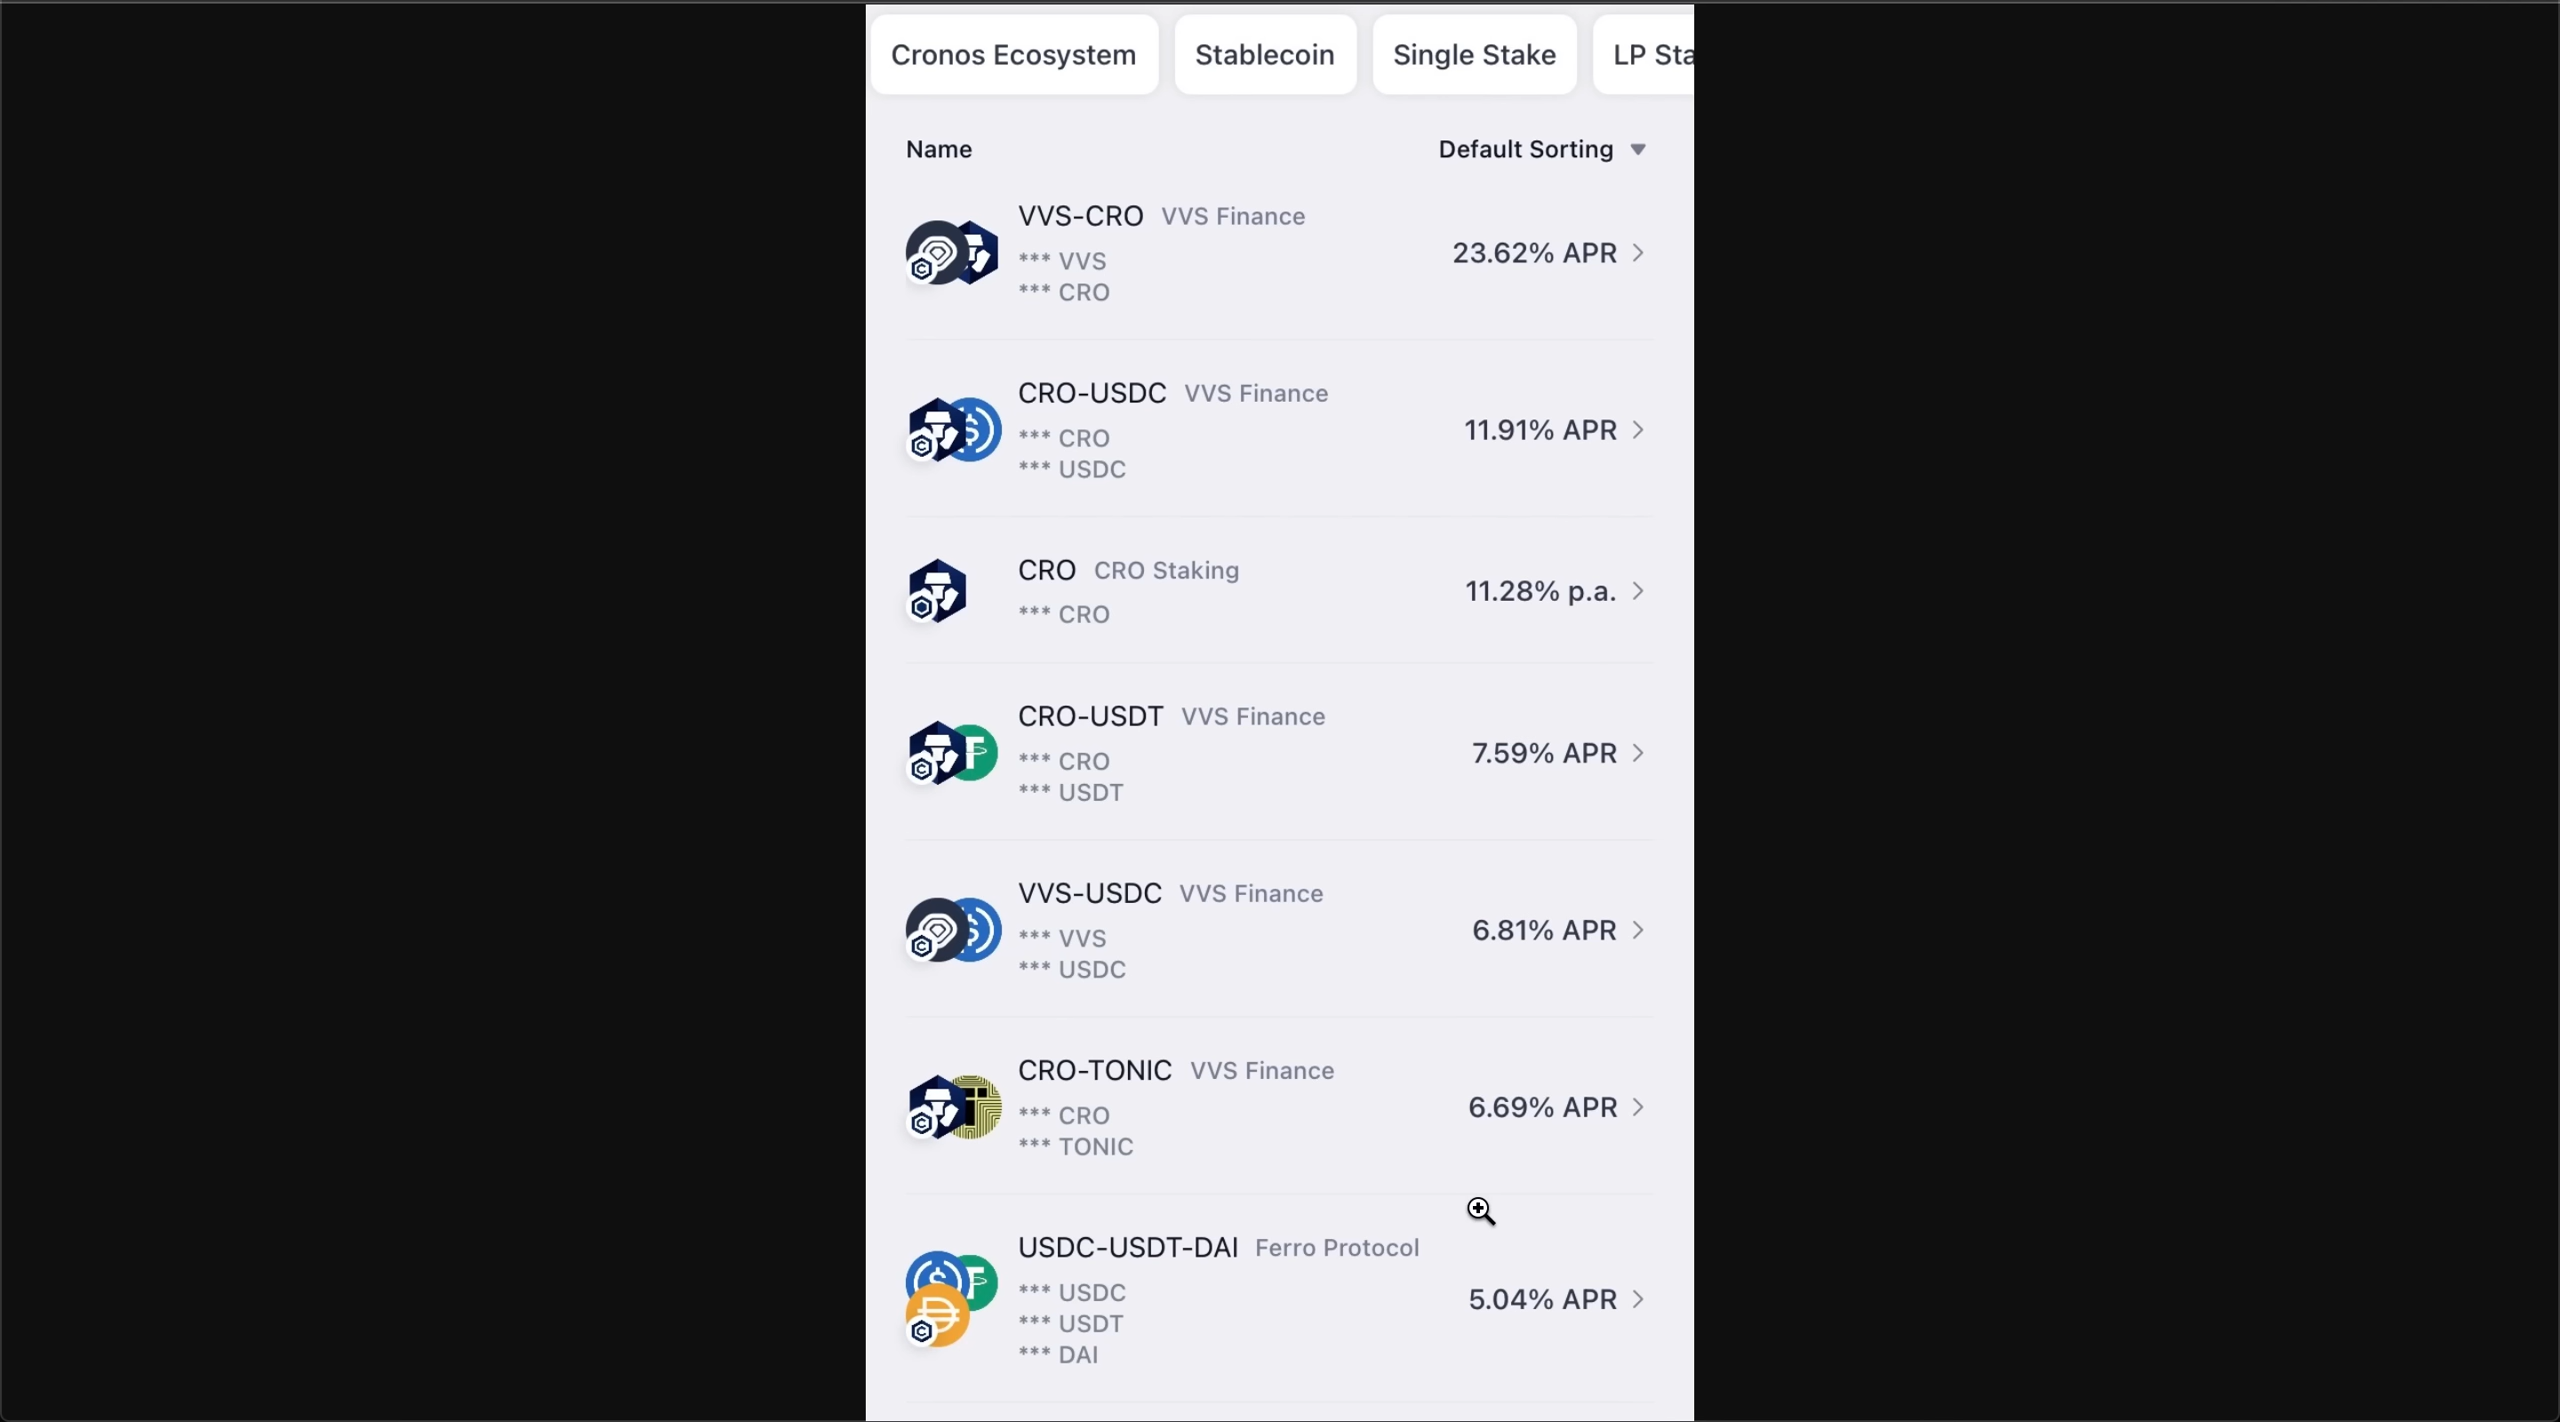 Cronos Ecosystem Stablecoin Single Stake LP Sta
Name Default Sorting
VVS-CRO VVS Finance
*** VVS
*** CRO
23.62% APR
CRO-USDC VVS Finance
*** CRO
*** USDC
11.91% APR
CRO CRO Staking
*** CRO
11.28% p.a.
CRO-USDT VVS Finance
*** CRO
*** USDT
7.59% APR
VVS-USDC VVS Finance
*** VVS
*** USDC
6.81% APR
CRO-TONIC VVS Finance
*** CRO
*** TONIC
6.69% APR
USDC-USDT-DAI Ferro Protocol
*** USDC
*** USDT
*** DAI
5.04% APR